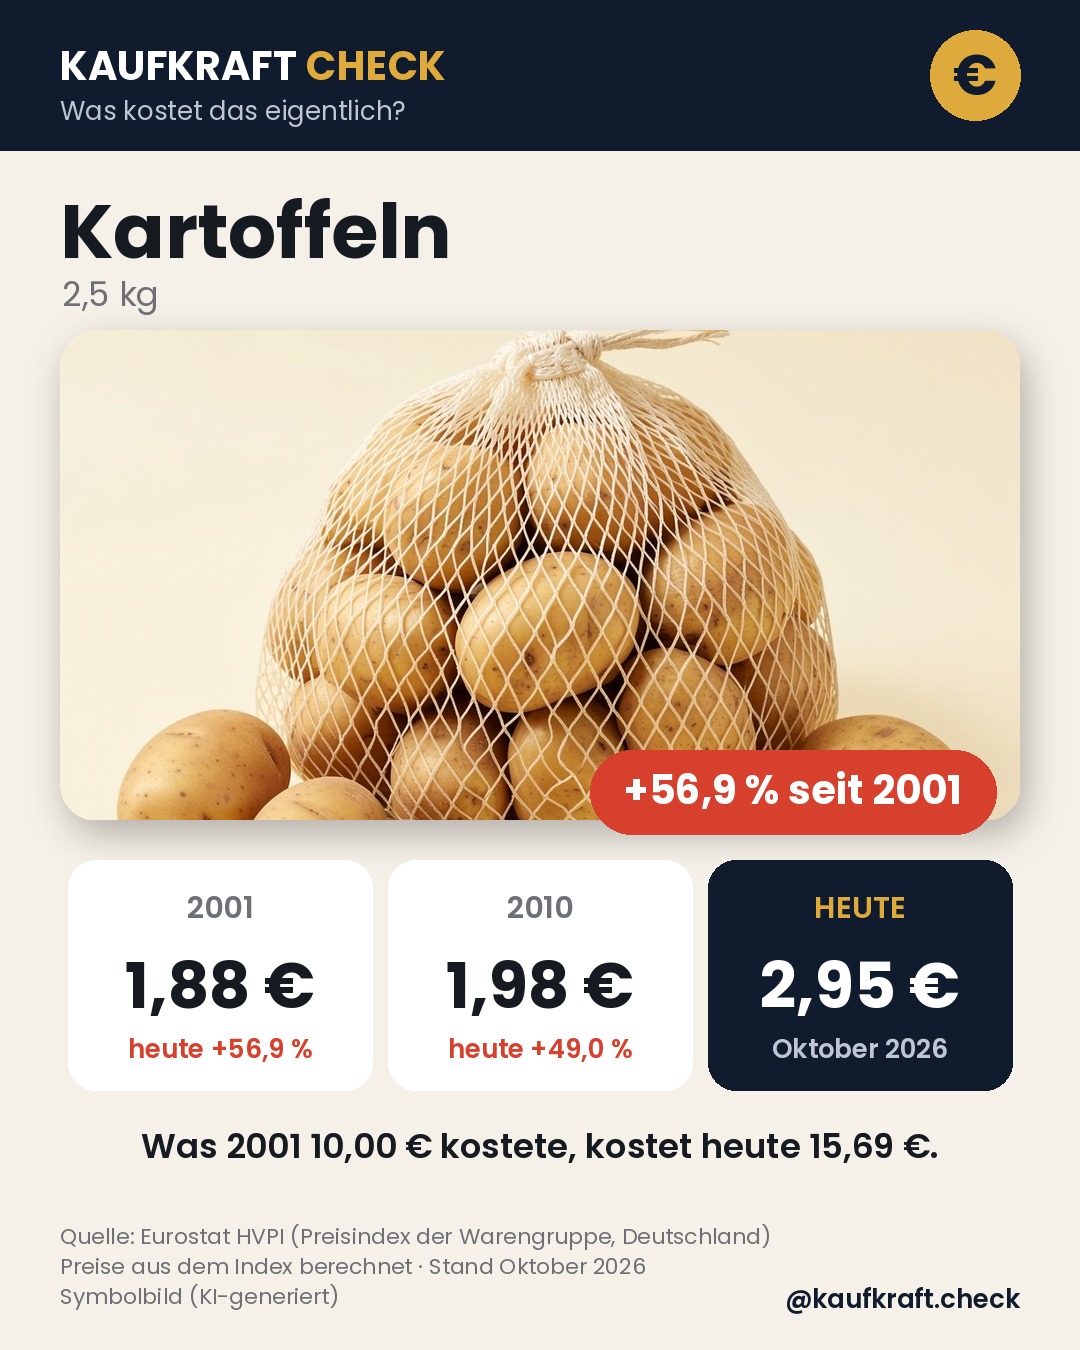 KAUFKRAFT CHECK
Was kostet das eigentlich?
€
Kartoffeln
2,5 kg
+56,9 % seit 2001
2001
1,88 €
heute +56,9 %
2010
1,98 €
heute +49,0 %
HEUTE
2,95 €
Oktober 2026
Was 2001 10,00 € kostete, kostet heute 15,69 €.
Quelle: Eurostat HVPI (Preisindex der Warengruppe, Deutschland)
Preise aus dem Index berechnet · Stand Oktober 2026
Symbolbild (KI-generiert)
@kaufkraft.check